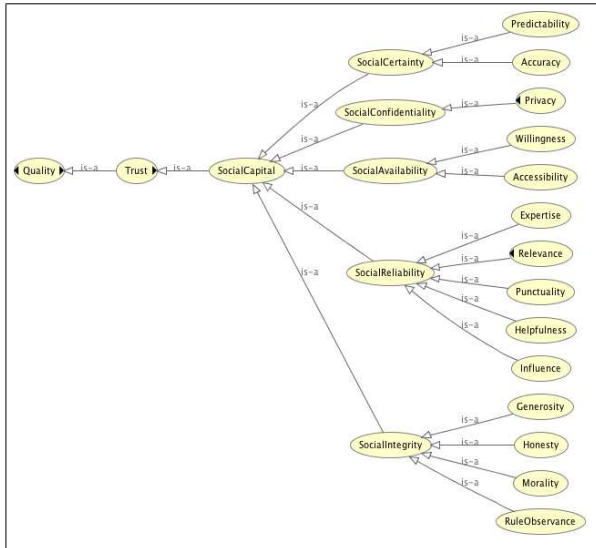 Predictability
is-a
SocialCertainty
is-a
Accuracy
is-a
SocialConfidentiality
is-a
Privacy
is-a
Willingness
is-a
Quality
is-a
Trust
is-a
SocialCapital
is-a
SocialAvailability
is-a
Accessibility
is-a
Expertise
is-a
is-a
Relevance
is-a
SocialReliability
is-a
Punctuality
is-a
Helpfulness
is-a
Influence
is-a
Generosity
is-a
SocialIntegrity
is-a
Honesty
is-a
Morality
is-a
RuleObservance